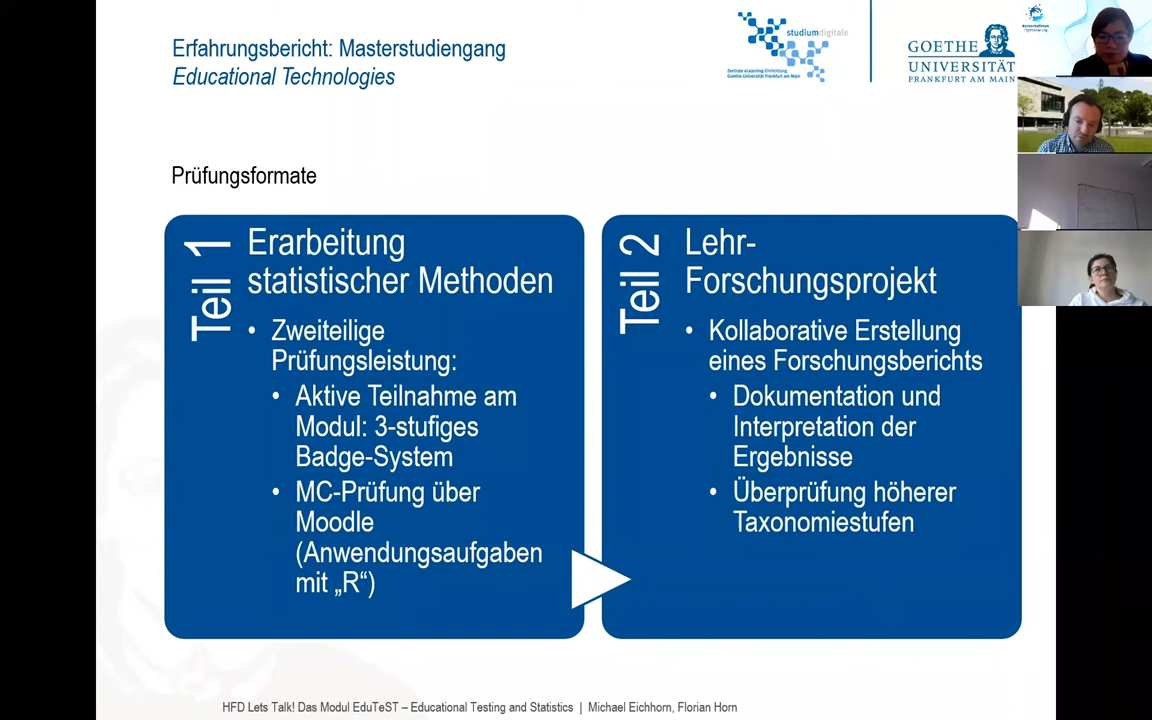 Erfahrungsbericht: Masterstudiengang
Educational Technologies
studiumdigitale
Zentrale eLearning-Einrichtung
Goethe-Universität Frankfurt am Main
GOETHE
UNIVERSITÄT
FRANKFURT AM MAIN
Prüfungsformate
Teil 1
Erarbeitung
statistischer Methoden
• Zweiteilige
Prüfungsleistung:
• Aktive Teilnahme am
Modul: 3-stufiges
Badge-System
• MC-Prüfung über
Moodle
(Anwendungsaufgaben
mit „R“)
Teil 2
Lehr-
Forschungsprojekt
• Kollaborative Erstellung
eines Forschungsberichts
• Dokumentation und
Interpretation der
Ergebnisse
• Überprüfung höherer
Taxonomiestufen
HFD Lets Talk! Das Modul EduTeST – Educational Testing and Statistics | Michael Eichhorn, Florian Horn